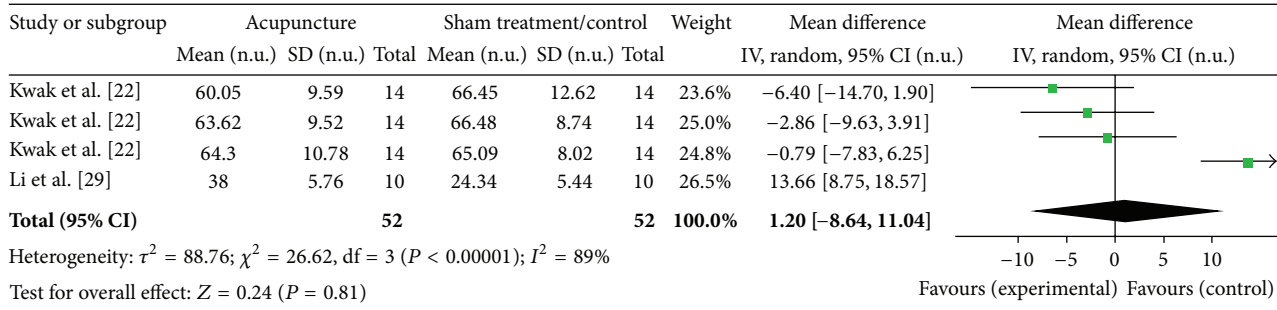 Study or subgroup Acupuncture Sham treatment/control Weight Mean difference Mean difference
Mean (n.u.) SD (n.u.) Total Mean (n.u.) SD (n.u.) Total IV, random, 95% CI (n.u.) IV, random, 95% CI (n.u.)
Kwak et al. [22] 60.05 9.59 14 66.45 12.62 14 23.6% −6.40 [−14.70, 1.90]
Kwak et al. [22] 63.62 9.52 14 66.48 8.74 14 25.0% −2.86 [−9.63, 3.91]
Kwak et al. [22] 64.3 10.78 14 65.09 8.02 14 24.8% −0.79 [−7.83, 6.25]
Li et al. [29] 38 5.76 10 24.34 5.44 10 26.5% 13.66 [8.75, 18.57]
Total (95% CI) 52 52 100.0% 1.20 [−8.64, 11.04]
Heterogeneity: τ² = 88.76; χ² = 26.62, df = 3 (P < 0.00001); I² = 89%
−10 −5 0 5 10
Test for overall effect: Z = 0.24 (P = 0.81)
Favours (experimental) Favours (control)